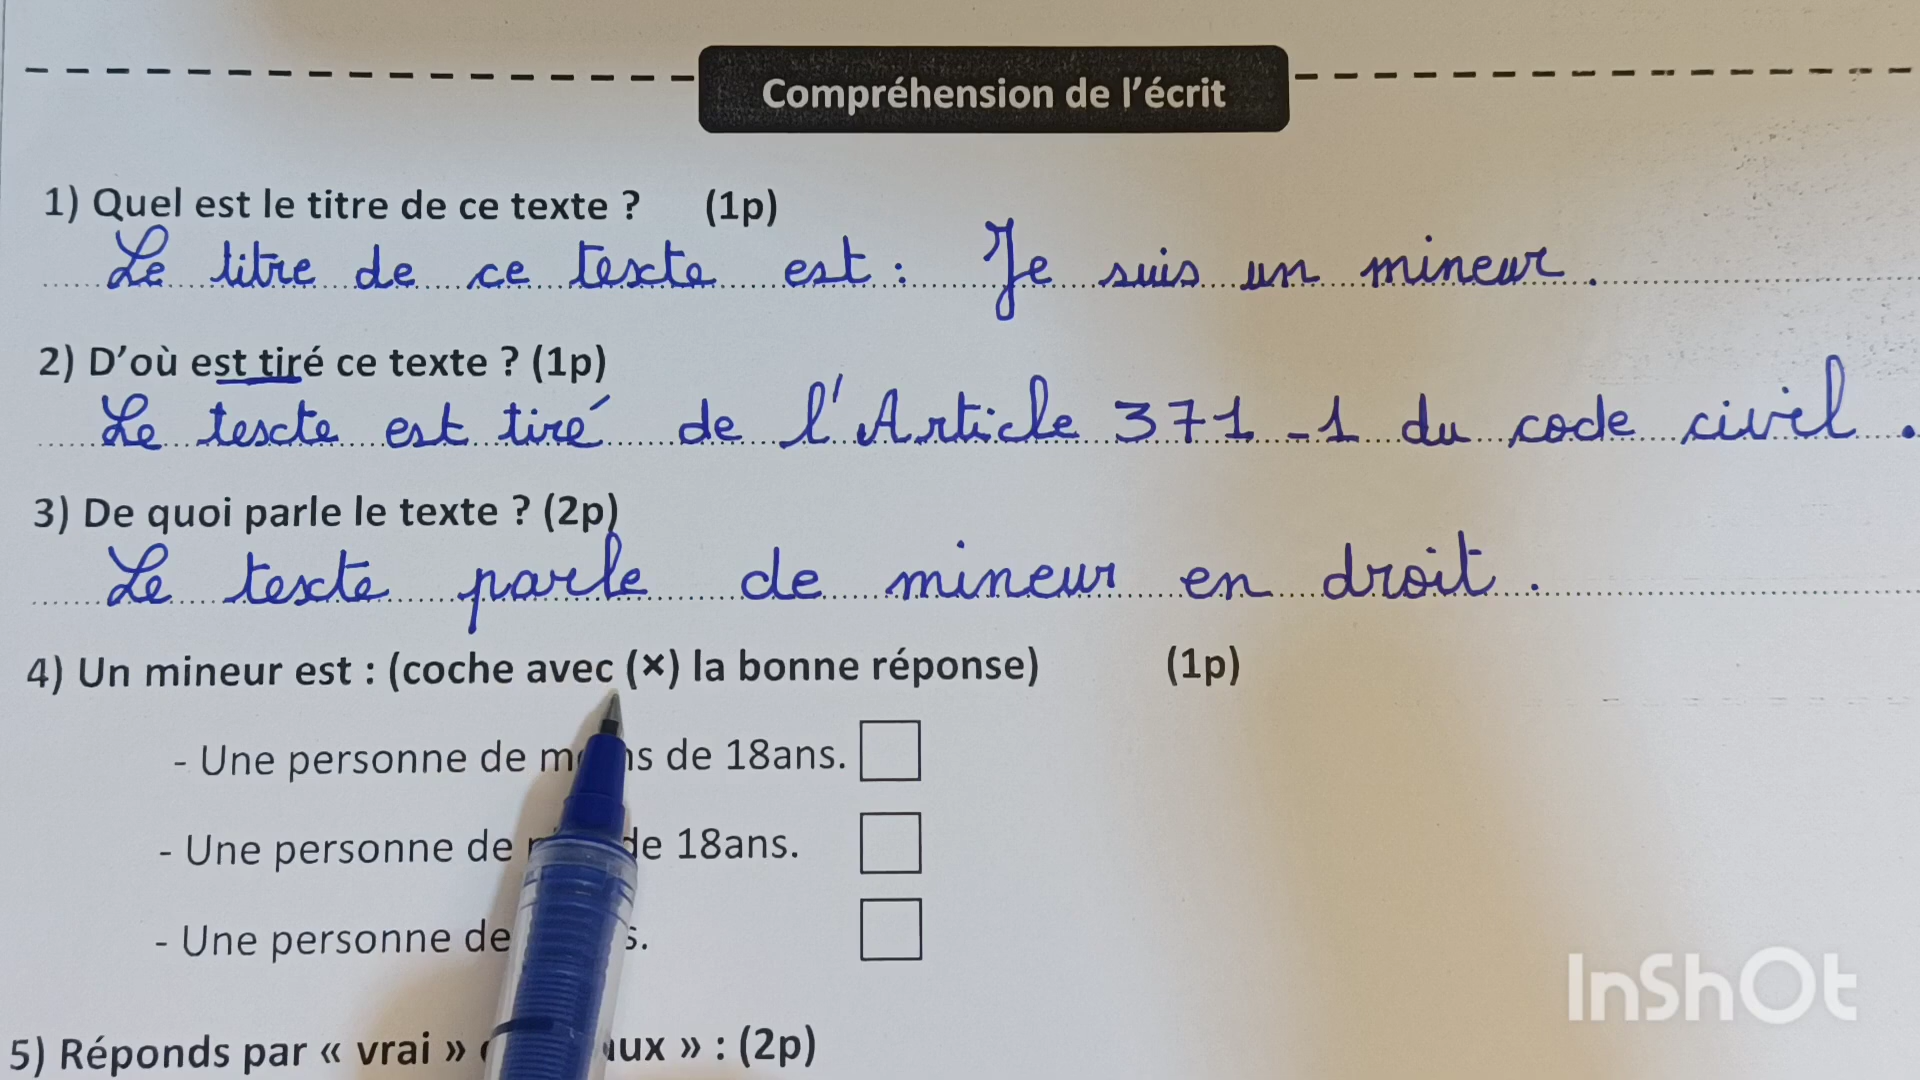 Compréhension de l'écrit
1) Quel est le titre de ce texte ? (1p)
Le titre de ce texte est : Je suis un mineur.
2) D'où est tiré ce texte ? (1p)
Le texte est tiré de l'Article 371-1 du code civil.
3) De quoi parle le texte ? (2p)
Le texte parle de mineur en droit.
4) Un mineur est : (coche avec (×) la bonne réponse) (1p)
- Une personne de de 18ans.
- Une personne de de 18ans.
- Une personne de
5) Réponds par « vrai » » : (2p)
InShOt